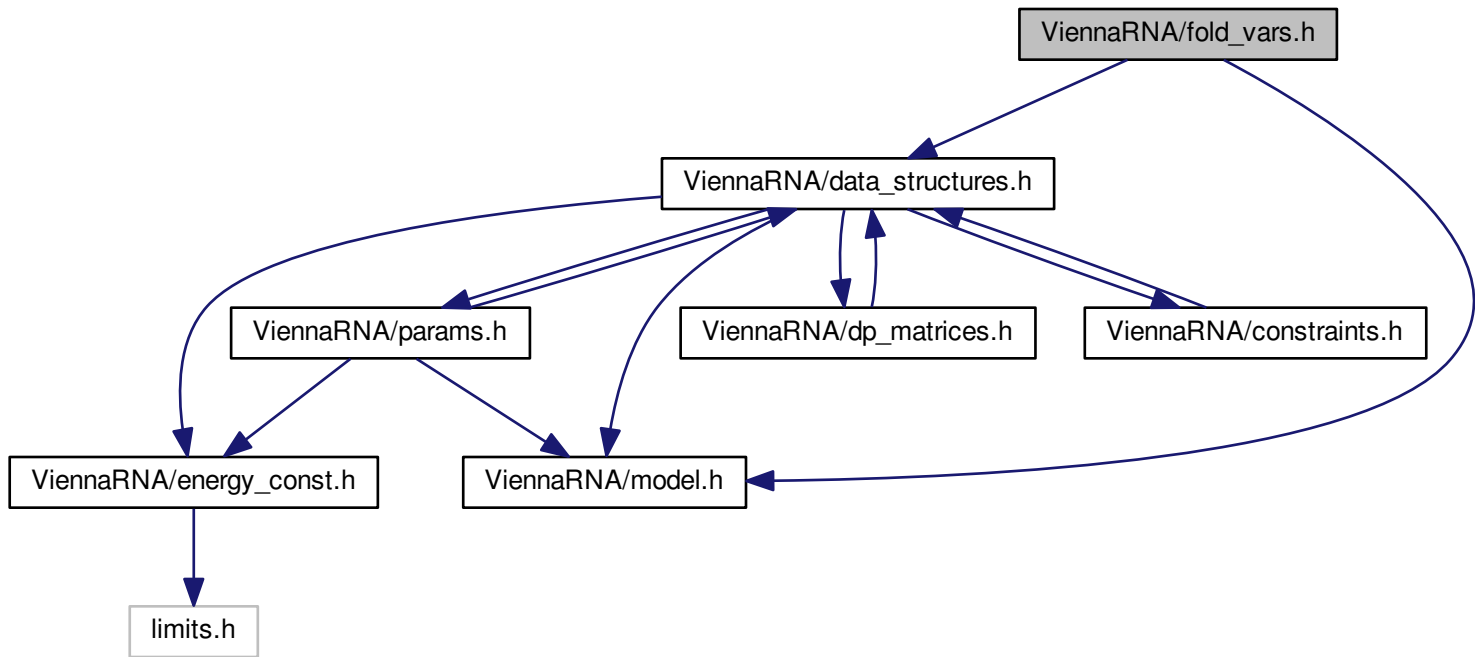 ViennaRNA/fold_vars.h
ViennaRNA/data_structures.h
ViennaRNA/params.h
ViennaRNA/dp_matrices.h
ViennaRNA/constraints.h
ViennaRNA/energy_const.h
ViennaRNA/model.h
limits.h